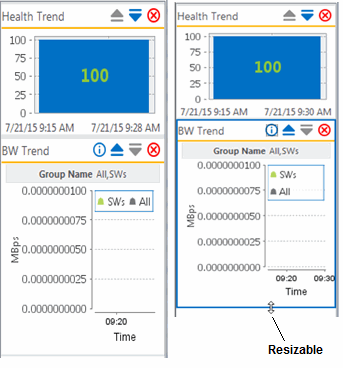 Health Trend
100
75
50
25
0
100
7/21/15 9:15 AM 7/21/15 9:28 AM
BW Trend
Group Name All,SWs
0.0000000100
0.0000000075
0.0000000050
0.0000000025
0.0000000000
MBps
SWs All
09:20
Time
Health Trend
100
75
50
25
0
100
7/21/15 9:15 AM 7/21/15 9:30 AM
BW Trend
Group Name All,SWs
0.0000000100
0.0000000075
0.0000000050
0.0000000025
0.0000000000
MBps
SWs
All
09:20 09:30
Time
Resizable